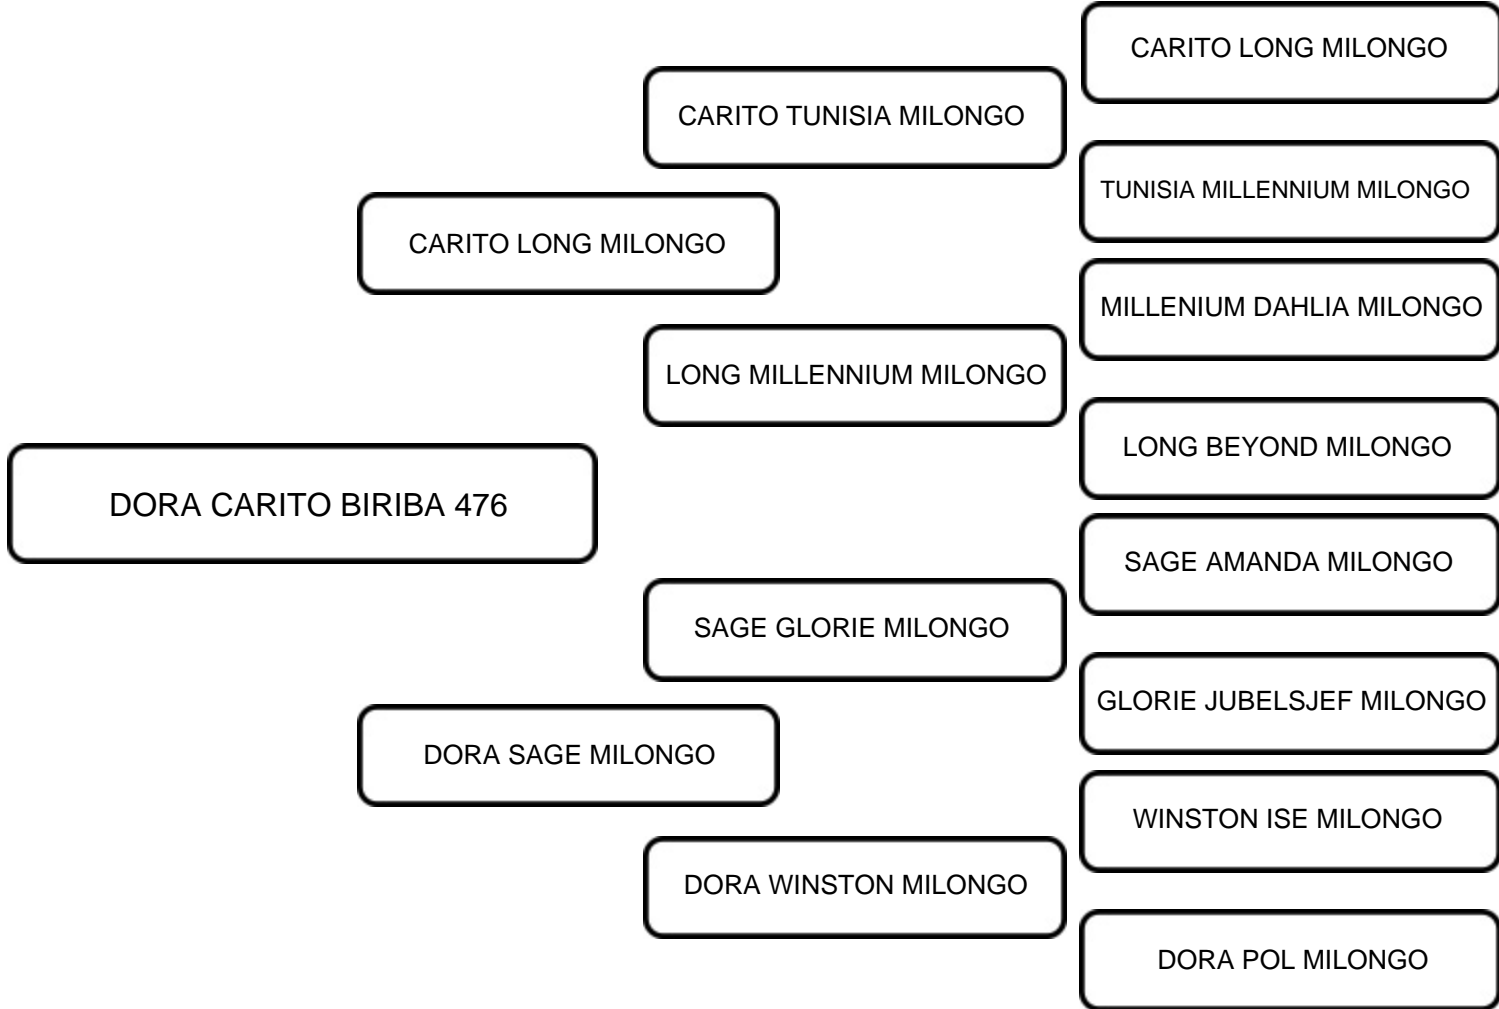 CARITO LONG MILONGO
CARITO TUNISIA MILONGO
TUNISIA MILLENNIUM MILONGO
CARITO LONG MILONGO
MILLENIUM DAHLIA MILONGO
LONG MILLENNIUM MILONGO
LONG BEYOND MILONGO
DORA CARITO BIRIBA 476
SAGE AMANDA MILONGO
SAGE GLORIE MILONGO
GLORIE JUBELSJEF MILONGO
DORA SAGE MILONGO
WINSTON ISE MILONGO
DORA WINSTON MILONGO
DORA POL MILONGO